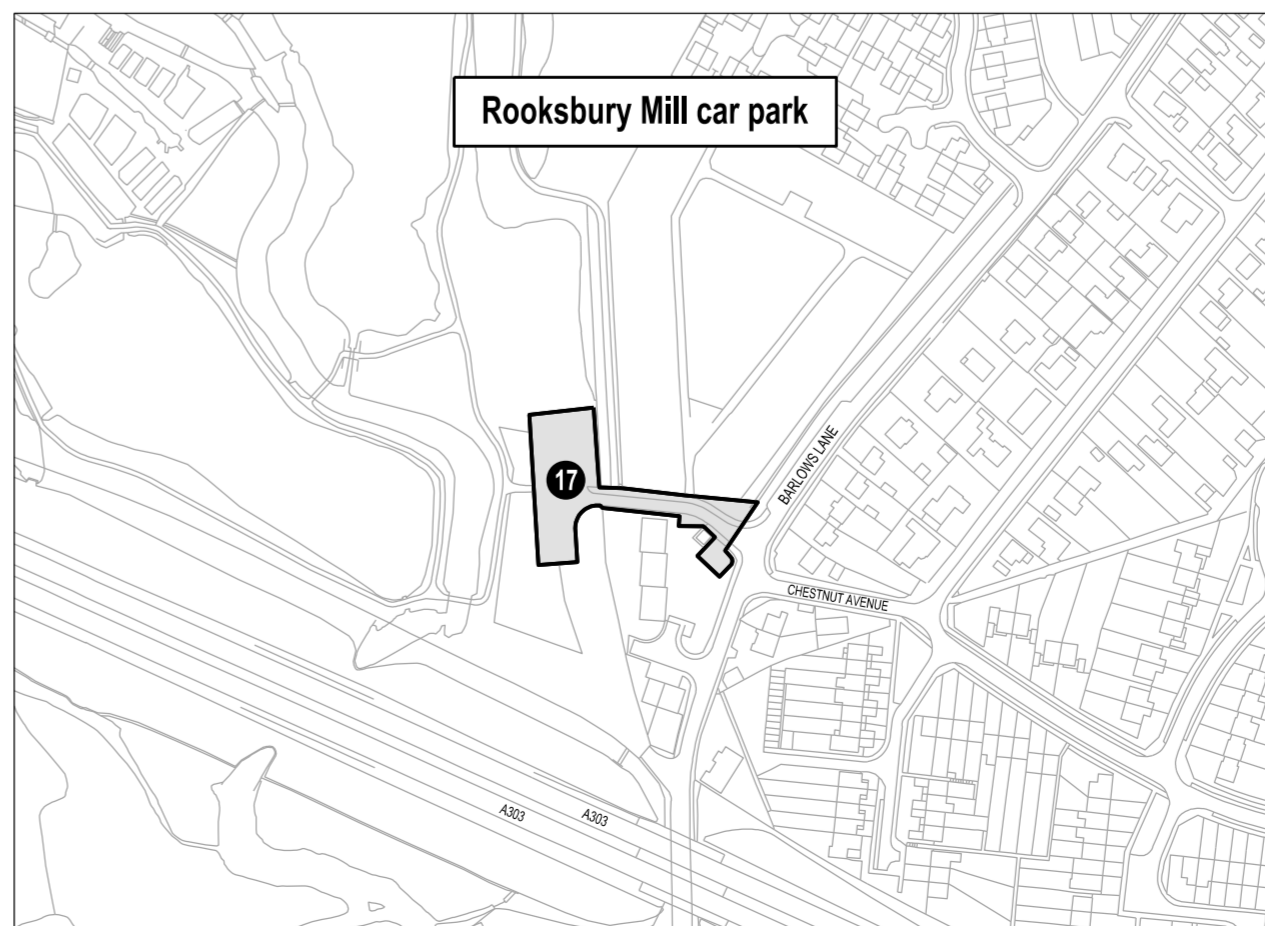 Rooksbury Mill car park
17
BARLOWS LANE
CHESTNUT AVENUE
A303
A303